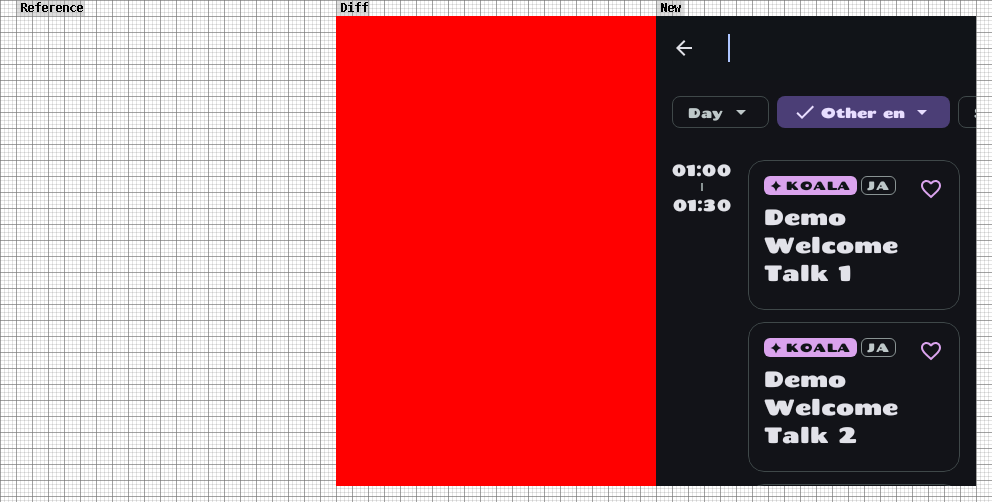 Reference
Diff
New
Day
Other en
01:00
01:30
KOALA
JA
Demo
Welcome
Talk 1
KOALA
JA
Demo
Welcome
Talk 2